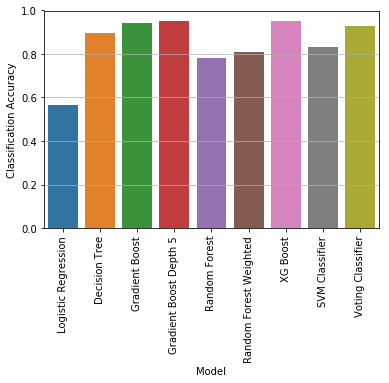 1.0
0.8
0.6
0.4
0.2
0.0
Classification Accuracy
Logistic Regression
Decision Tree
Gradient Boost
Gradient Boost Depth 5
Random Forest
Random Forest Weighted
XG Boost
SVM Classifier
Voting Classifier
Model